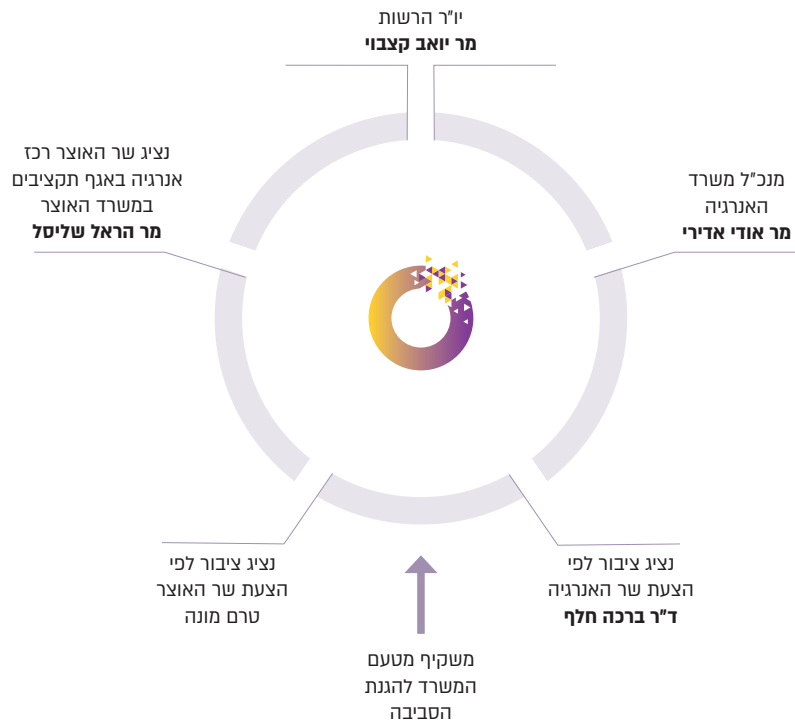 יו"ר הרשות
מר יואב קצבוי
מנכ"ל משרד
האנרגיה
מר אודי אדירי
נציג שר האוצר רכז
אנרגיה באגף תקציבים
במשרד האוצר
מר הראל שליסל
נציג ציבור לפי
הצעת שר האנרגיה
ד"ר ברכה חלף
נציג ציבור לפי
הצעת שר האוצר
טרם מונה
משקיף מטעם
המשרד להגנת
הסביבה